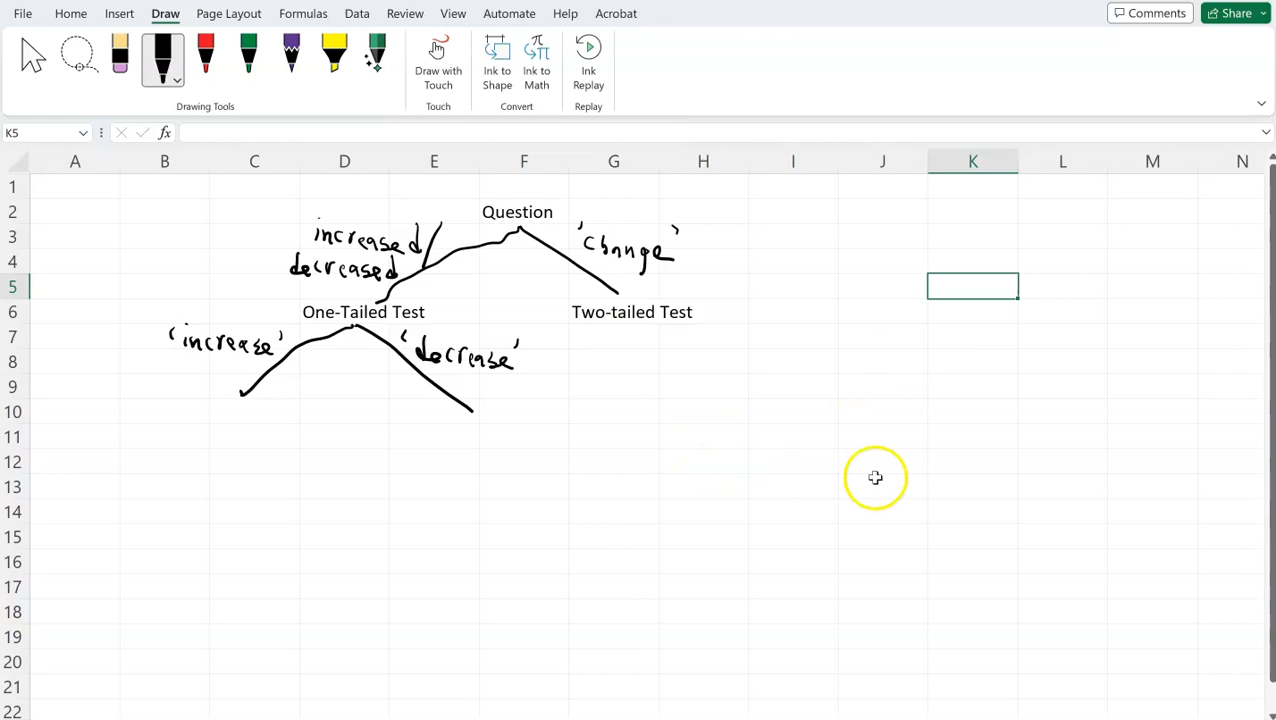 File Home Insert Draw Page Layout Formulas Data Review View Automate Help Acrobat Comments Share
Draw with Touch Ink to Shape Ink to Math Ink Replay
Drawing Tools Touch Convert Replay
K5 fx
A B C D E F G H I J K L M N
1
2 Question
3 increased 'change'
4 decreased
5
6 One-Tailed Test Two-tailed Test
7 'increase' 'decrease'
8
9
10
11
12
13
14
15
16
17
18
19
20
21
22